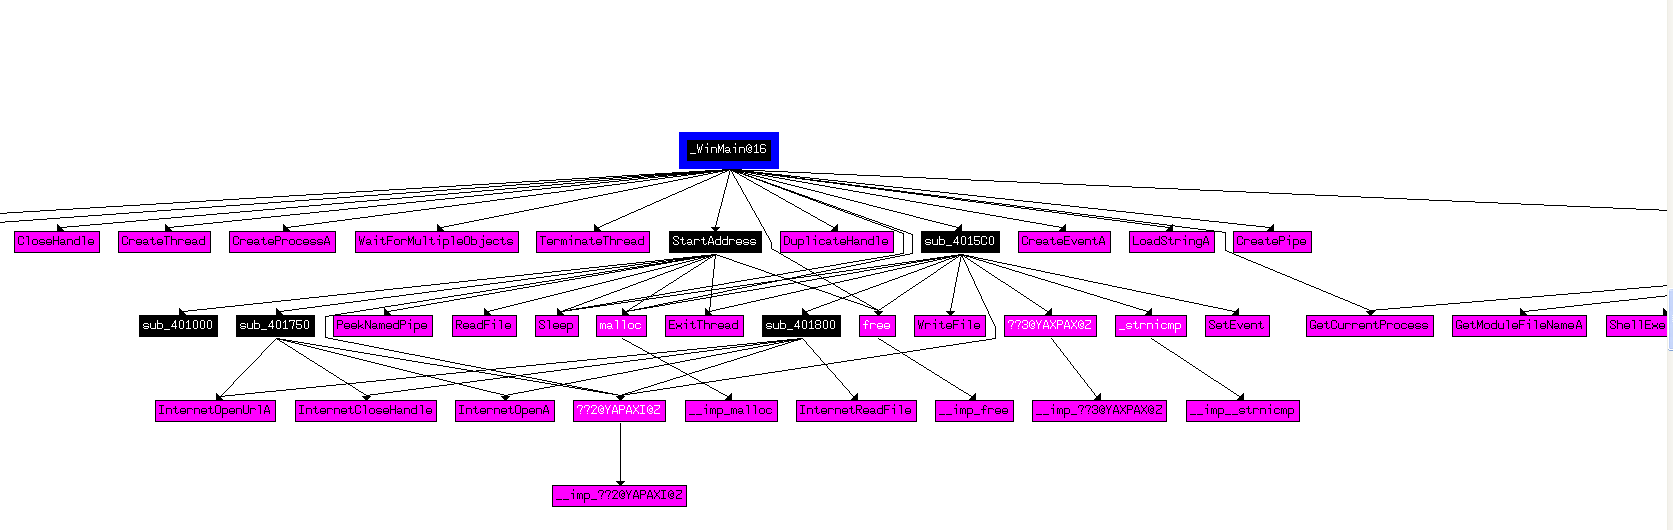 _WinMain@16
CloseHandle
CreateThread
CreateProcessA
WaitForMultipleObjects
TerminateThread
StartAddress
DuplicateHandle
sub_4015C0
CreateEventA
LoadStringA
CreatePipe
sub_401000
sub_401750
PeekNamedPipe
ReadFile
Sleep
malloc
ExitThread
sub_401800
free
WriteFile
??3@YAXPAX@Z
_strnicmp
SetEvent
GetCurrentProcess
GetModuleFileNameA
ShellExe
InternetOpenUrlA
InternetCloseHandle
InternetOpenA
??2@YAPAXI@Z
__imp_malloc
InternetReadFile
__imp_free
__imp_??3@YAXPAX@Z
__imp__strnicmp
__imp_??2@YAPAXI@Z